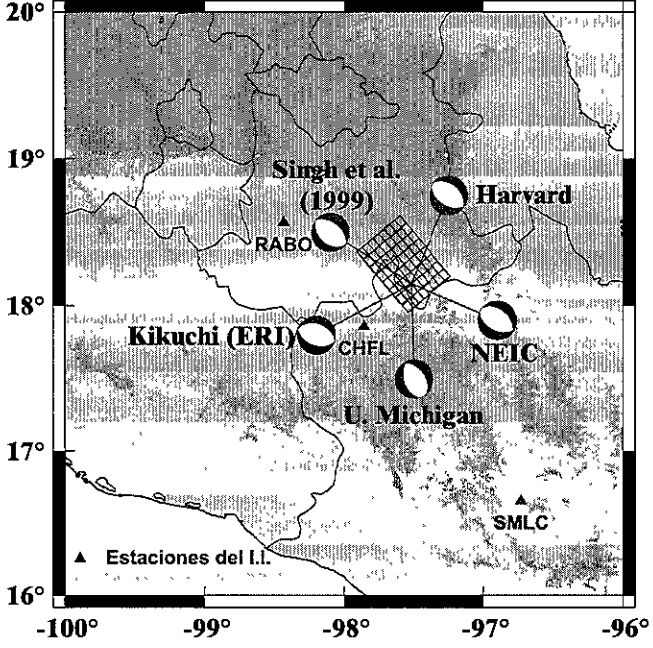 20°
19°
Singh et al.
(1999)
Harvard
RABO
18°
Kikuchi (ERI)
CHFL
NEIC
U. Michigan
17°
SMLC
Estaciones del I.I.
16°
-100°
-99°
-98°
-97°
-96°